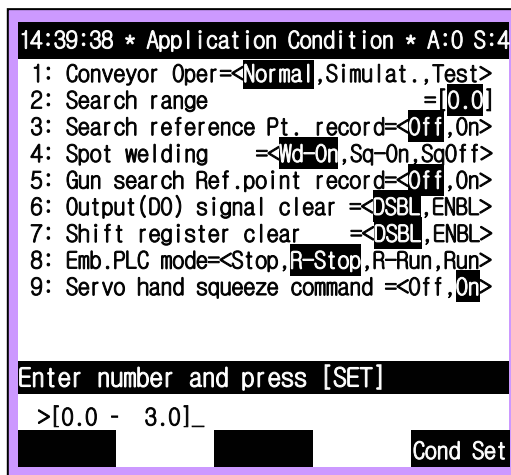 14:39:38 * Application Condition * A:0 S:4
1: Conveyor Oper=<Normal,Simulat.,Test>
2: Search range =[0.0]
3: Search reference Pt. record=<Off,On>
4: Spot welding =<Wd-On,Sq-On,SqOff>
5: Gun search Ref.point record=<Off,On>
6: Output(DO) signal clear =<DSBL,ENBL>
7: Shift register clear =<DSBL,ENBL>
8: Emb.PLC mode=<Stop,R-Stop,R-Run,Run>
9: Servo hand squeeze command =<Off,On>
Enter number and press [SET]
>[0.0 - 3.0]_
Cond Set